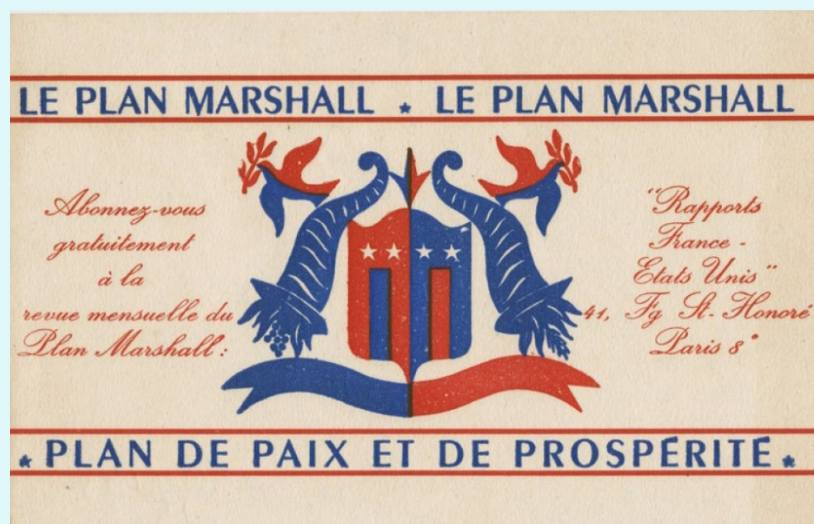 LE PLAN MARSHALL * LE PLAN MARSHALL
Abonnez-vous
gratuitement
à la
revue mensuelle du
Plan Marshall :
"Rapports
France -
Etats Unis"
41, Fg St-Honoré
Paris 8°
* PLAN DE PAIX ET DE PROSPÉRITÉ *